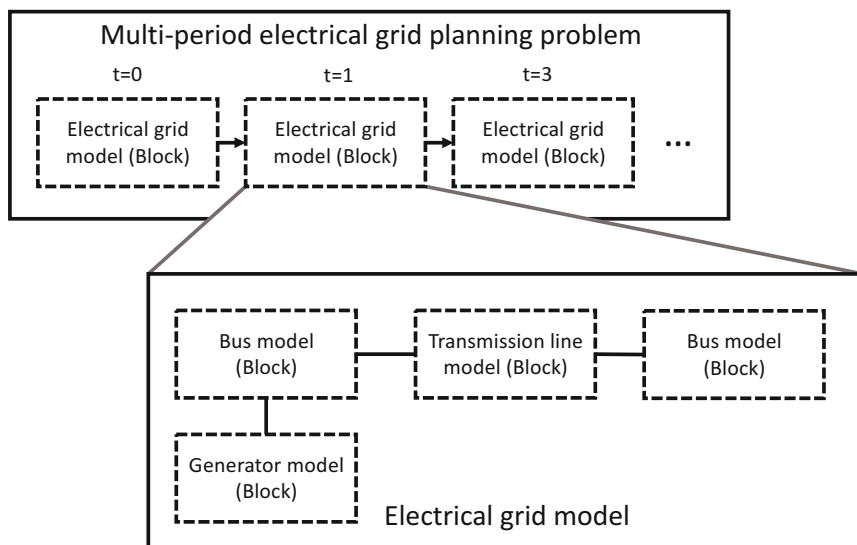 Multi-period electrical grid planning problem
t=0 t=1 t=3
Electrical grid Electrical grid Electrical grid
model (Block) model (Block) model (Block) ...
Bus model Transmission line Bus model
(Block) model (Block) (Block)
Generator model
(Block)
Electrical grid model